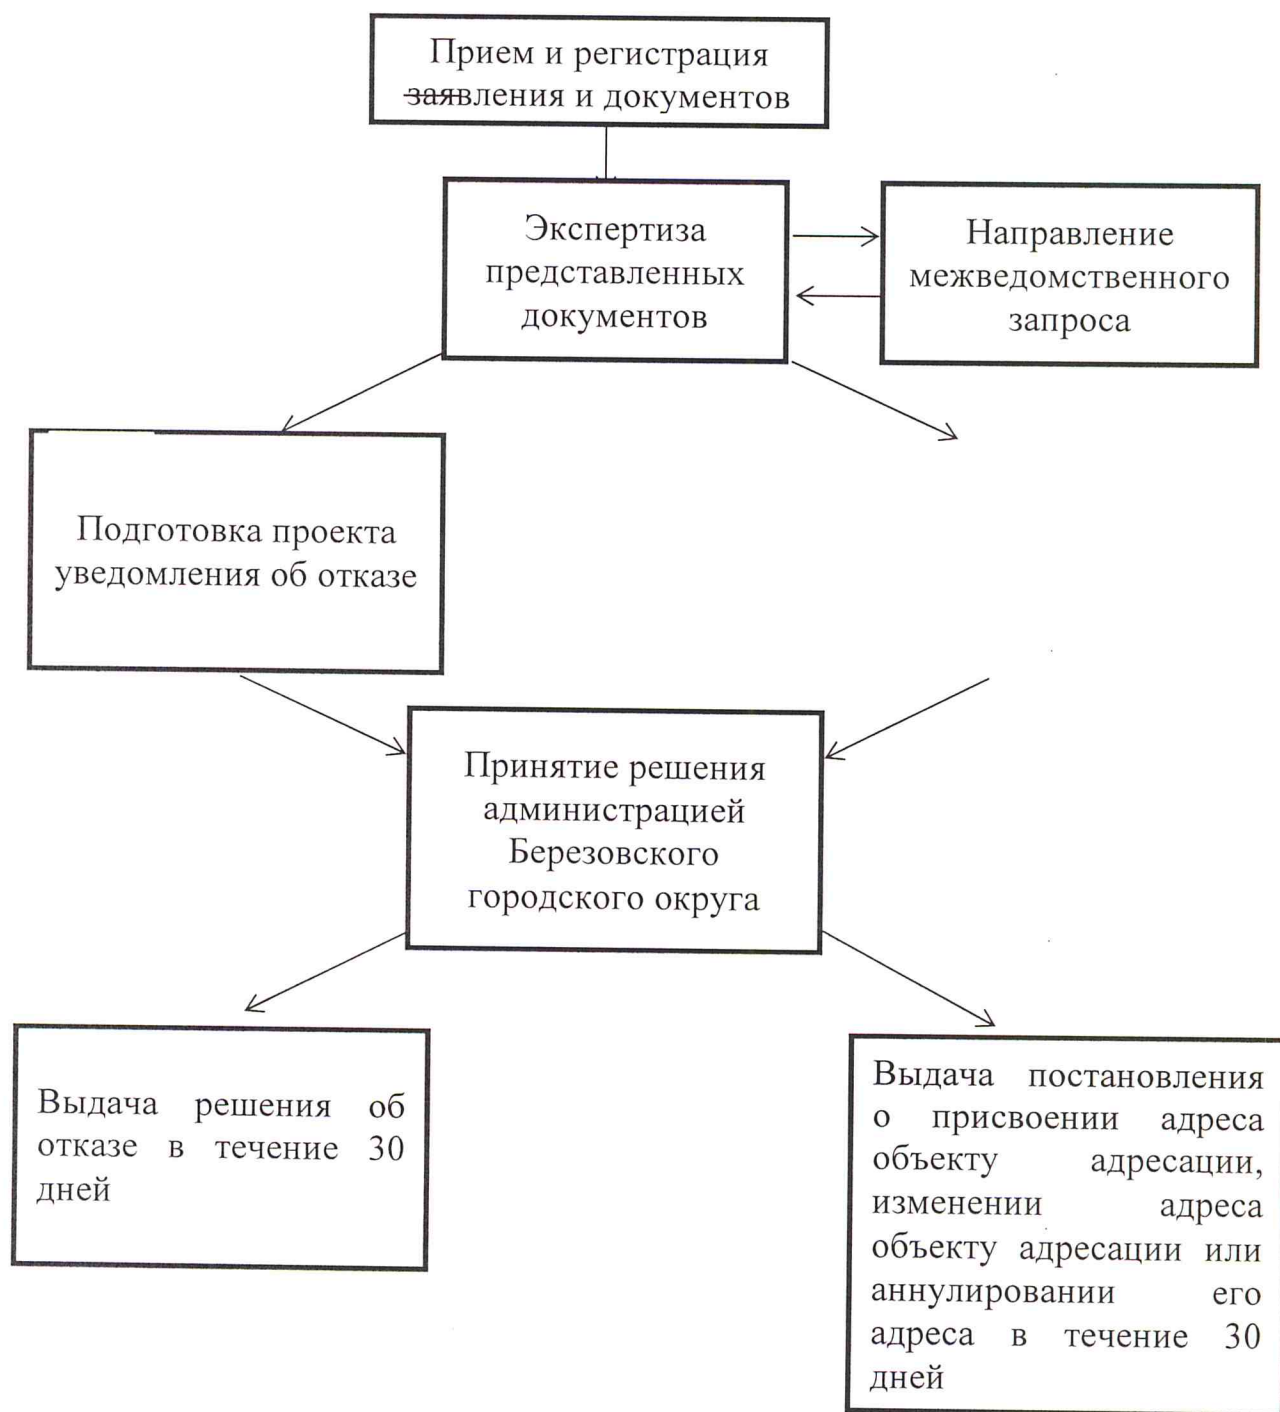 Прием и регистрация
заявления и документов
Экспертиза
представленных
документов
Направление
межведомственного
запроса
Подготовка проекта
уведомления об отказе
Принятие решения
администрацией
Березовского
городского округа
Выдача решения об
отказе в течение 30
дней
Выдача постановления
о присвоении адреса
объекту адресации,
изменении адреса
объекту адресации или
аннулировании его
адреса в течение 30
дней